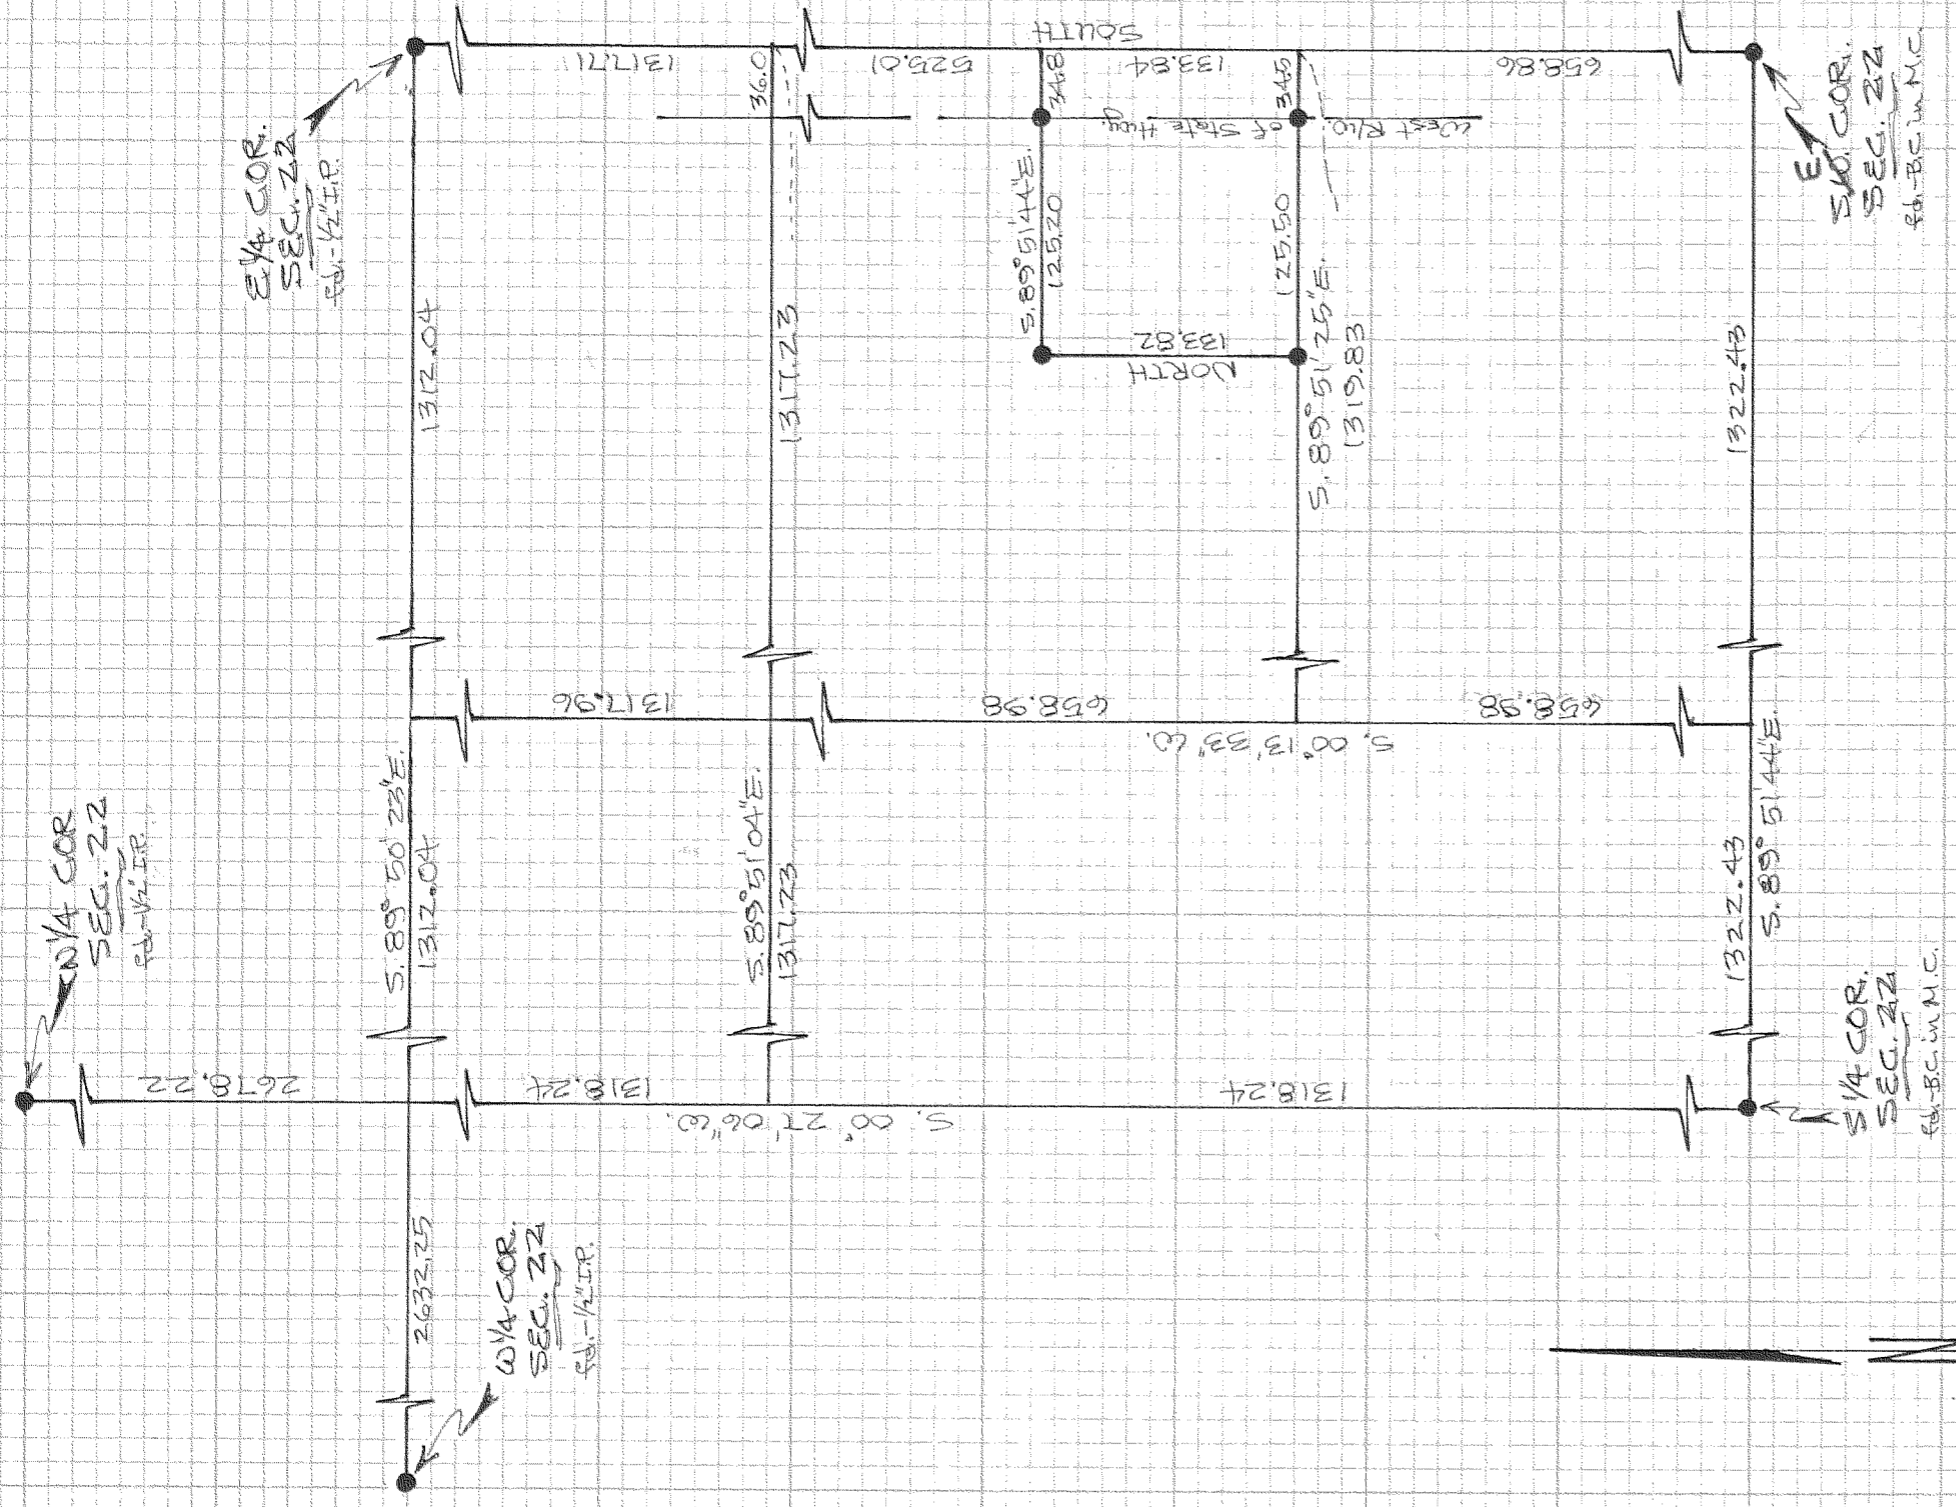 N1/4 COR
SEC. 22
fd.-1/2" I.P.
E1/4 COR.
SEC. 22
fd.-1/2" I.P.
W1/4 COR.
SEC. 22
fd.-1/2" I.P.
S1/4 COR.
SEC. 22
fd.-B.C. in M.C.
E
S.W. COR.
SEC. 22
fd.-B.C. in M.C.
2678.22
1318.24
S. 00° 27' 06" W.
1318.24
2632.25
S. 89° 50' 23" E.
1312.04
1312.04
S. 89° 51' 04" E.
1317.23
1317.23
1317.96
658.98
S. 00° 13' 33" W.
658.98
1317.71
36.0
525.01
34.8
SOUTH
133.84
34.5
658.86
West R/W. of State Hwy.
S. 89° 51' 44" E.
125.20
125.50
133.82
NORTH
S. 89° 51' 25" E.
1319.83
1322.43
1322.43
S. 89° 51' 44" E.
N